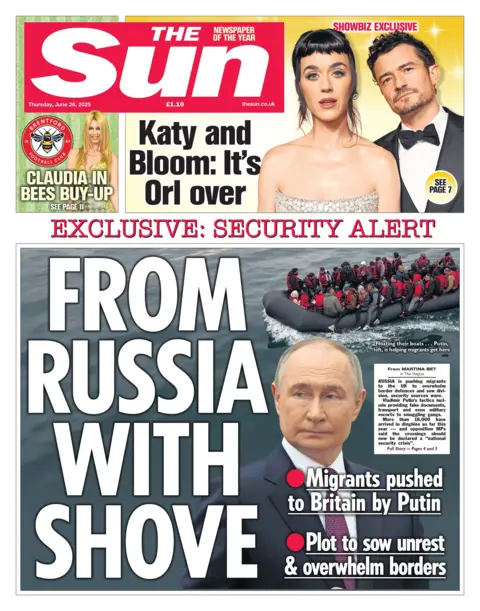 THE
Sun
NEWSPAPER
OF THE YEAR
Thursday, June 26, 2025
£1.10
thesun.co.uk
SHOWBIZ EXCLUSIVE
BRENTFORD
FOOTBALL CLUB
CLAUDIA IN
BEES BUY-UP
SEE PAGE 11
Katy and
Bloom: It's
Orl over
SEE
PAGE 7
EXCLUSIVE: SECURITY ALERT
FROM
RUSSIA
WITH
SHOVE
Floating their boats . . . Putin,
left, is helping migrants get here
From MARTINA BET
in The Hague
RUSSIA is pushing migrants
to the UK to overwhelm
border defences and sow divi-
sion, security sources warn.
Vladimir Putin's tactics incl-
ude providing fake documents,
transport and even military
escorts to smuggling gangs.
More than 18,000 have
arrived in dinghies so far this
year — and opposition MPs
said the crossings should
now be declared a "national
security crisis".
Full Story — Pages 4 and 5
Migrants pushed
to Britain by Putin
Plot to sow unrest
& overwhelm borders